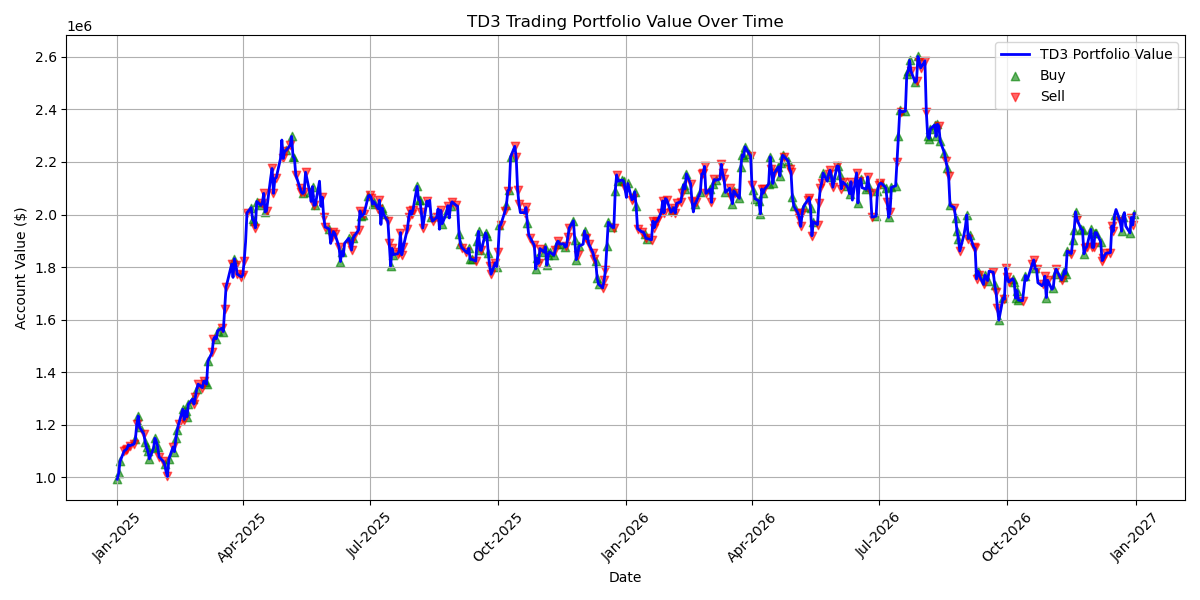 TD3 Trading Portfolio Value Over Time
1e6
2.6
2.4
2.2
2.0
1.8
1.6
1.4
1.2
1.0
Account Value ($)
TD3 Portfolio Value
Buy
Sell
Jan-2025
Apr-2025
Jul-2025
Oct-2025
Jan-2026
Apr-2026
Jul-2026
Oct-2026
Jan-2027
Date